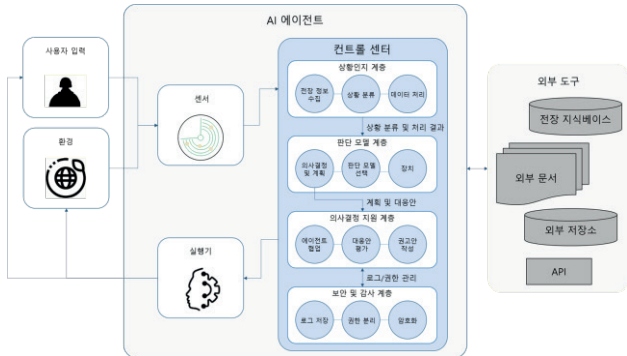 AI 에이전트
사용자 입력
환경
센서
실행기
컨트롤 센터
상황인지 계층
전장 정보
수집
상황 분류
데이터 처리
상황 분류 및 처리 결과
판단 모델 계층
의사결정
및 계획
판단 모델
선택
장치
계획 및 대응안
의사결정 지원 계층
에이전트
협업
대응안
평가
권고안
작성
로그/권한 관리
보안 및 감사 계층
로그 저장
권한 분리
암호화
외부 도구
전장 지식베이스
외부 문서
외부 저장소
API